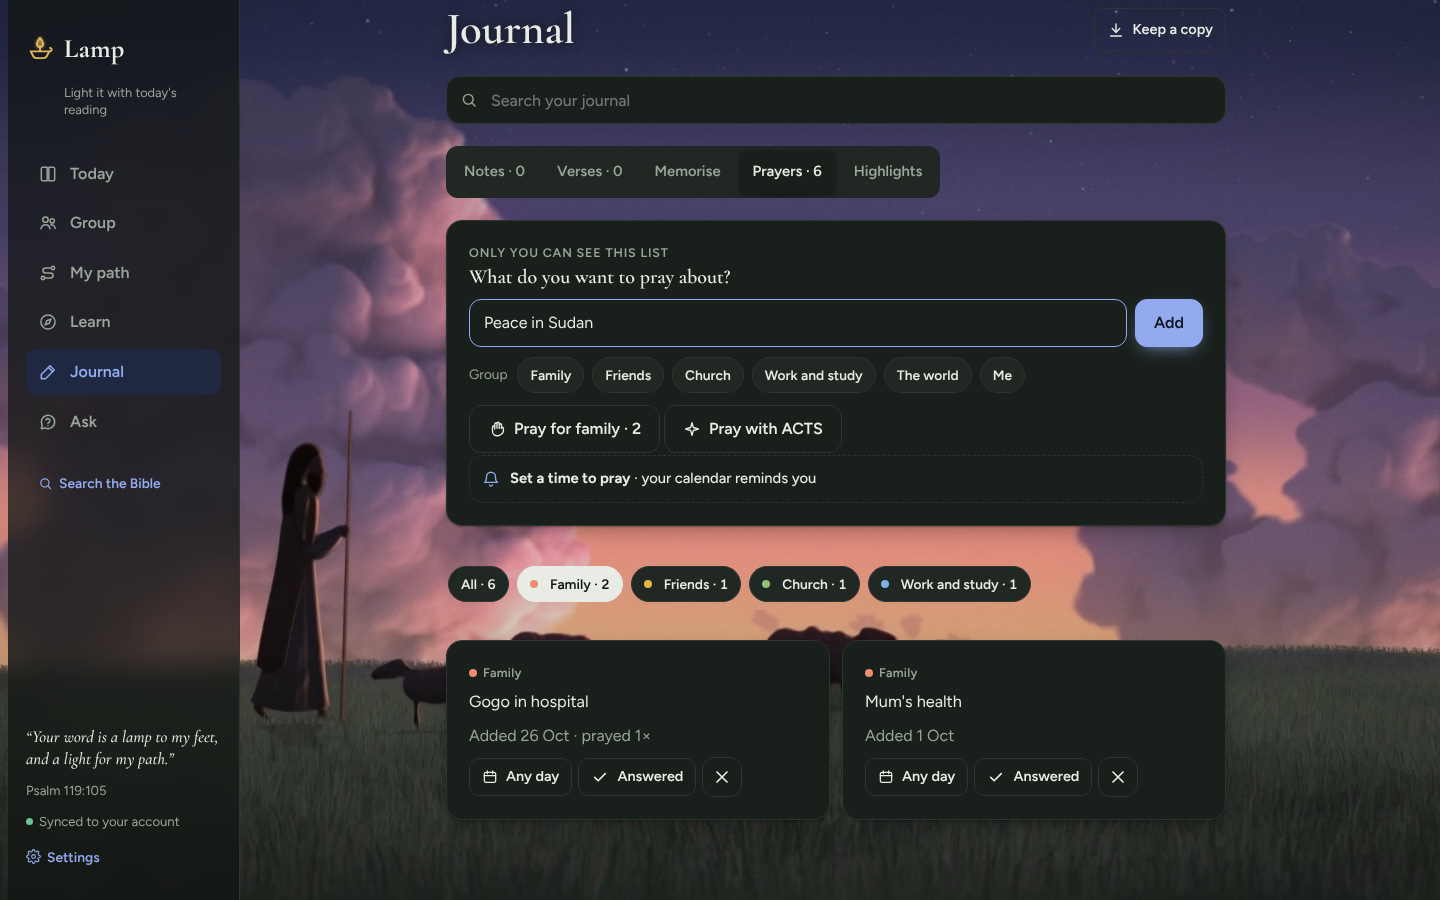 Lamp
Light it with today's
reading
Today
Group
My path
Learn
Journal
Ask
Search the Bible
“Your word is a lamp to my feet,
and a light for my path.”
Psalm 119:105
Synced to your account
Settings
Journal
Keep a copy
Search your journal
Notes · 0 Verses · 0 Memorise Prayers · 6 Highlights
ONLY YOU CAN SEE THIS LIST
What do you want to pray about?
Peace in Sudan Add
Group Family Friends Church Work and study The world Me
Pray for family · 2 Pray with ACTS
Set a time to pray · your calendar reminds you
All · 6 Family · 2 Friends · 1 Church · 1 Work and study · 1
Family
Gogo in hospital
Added 26 Oct · prayed 1×
Any day Answered
Family
Mum's health
Added 1 Oct
Any day Answered